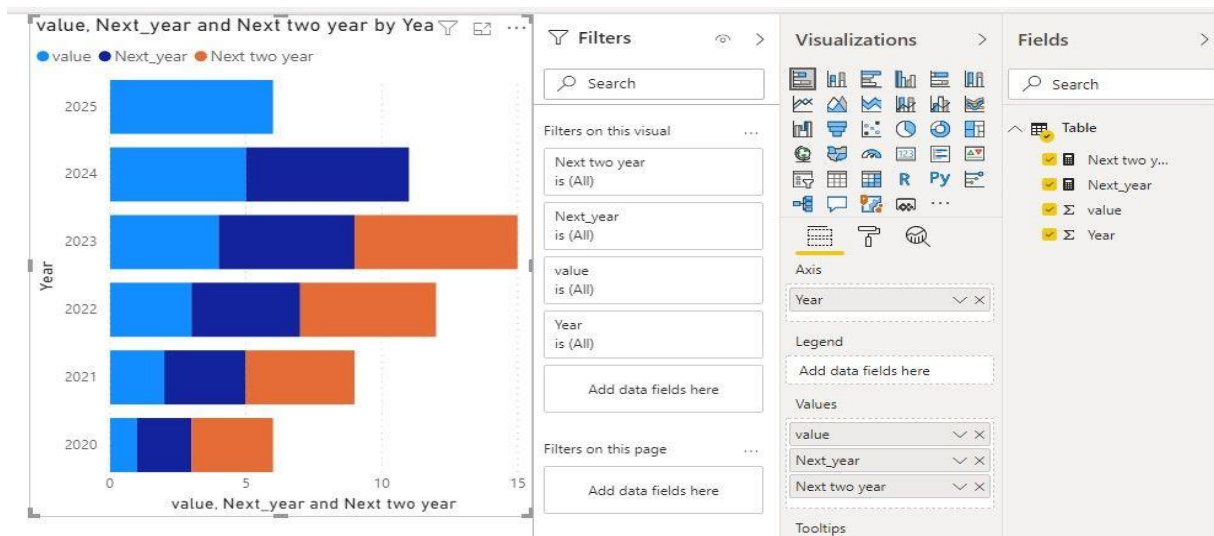 value, Next_year and Next two year by Yea
value Next_year Next two year
2025
2024
2023
2022
2021
2020
Year
0 5 10 15
value, Next_year and Next two year
Filters
Search
Filters on this visual ...
Next two year
is (All)
Next_year
is (All)
value
is (All)
Year
is (All)
Add data fields here
Filters on this page ...
Add data fields here
Visualizations
123
R Py
...
Axis
Year
Legend
Add data fields here
Values
value
Next_year
Next two year
Tooltips
Fields
Search
Table
Next two y...
Next_year
Σ value
Σ Year